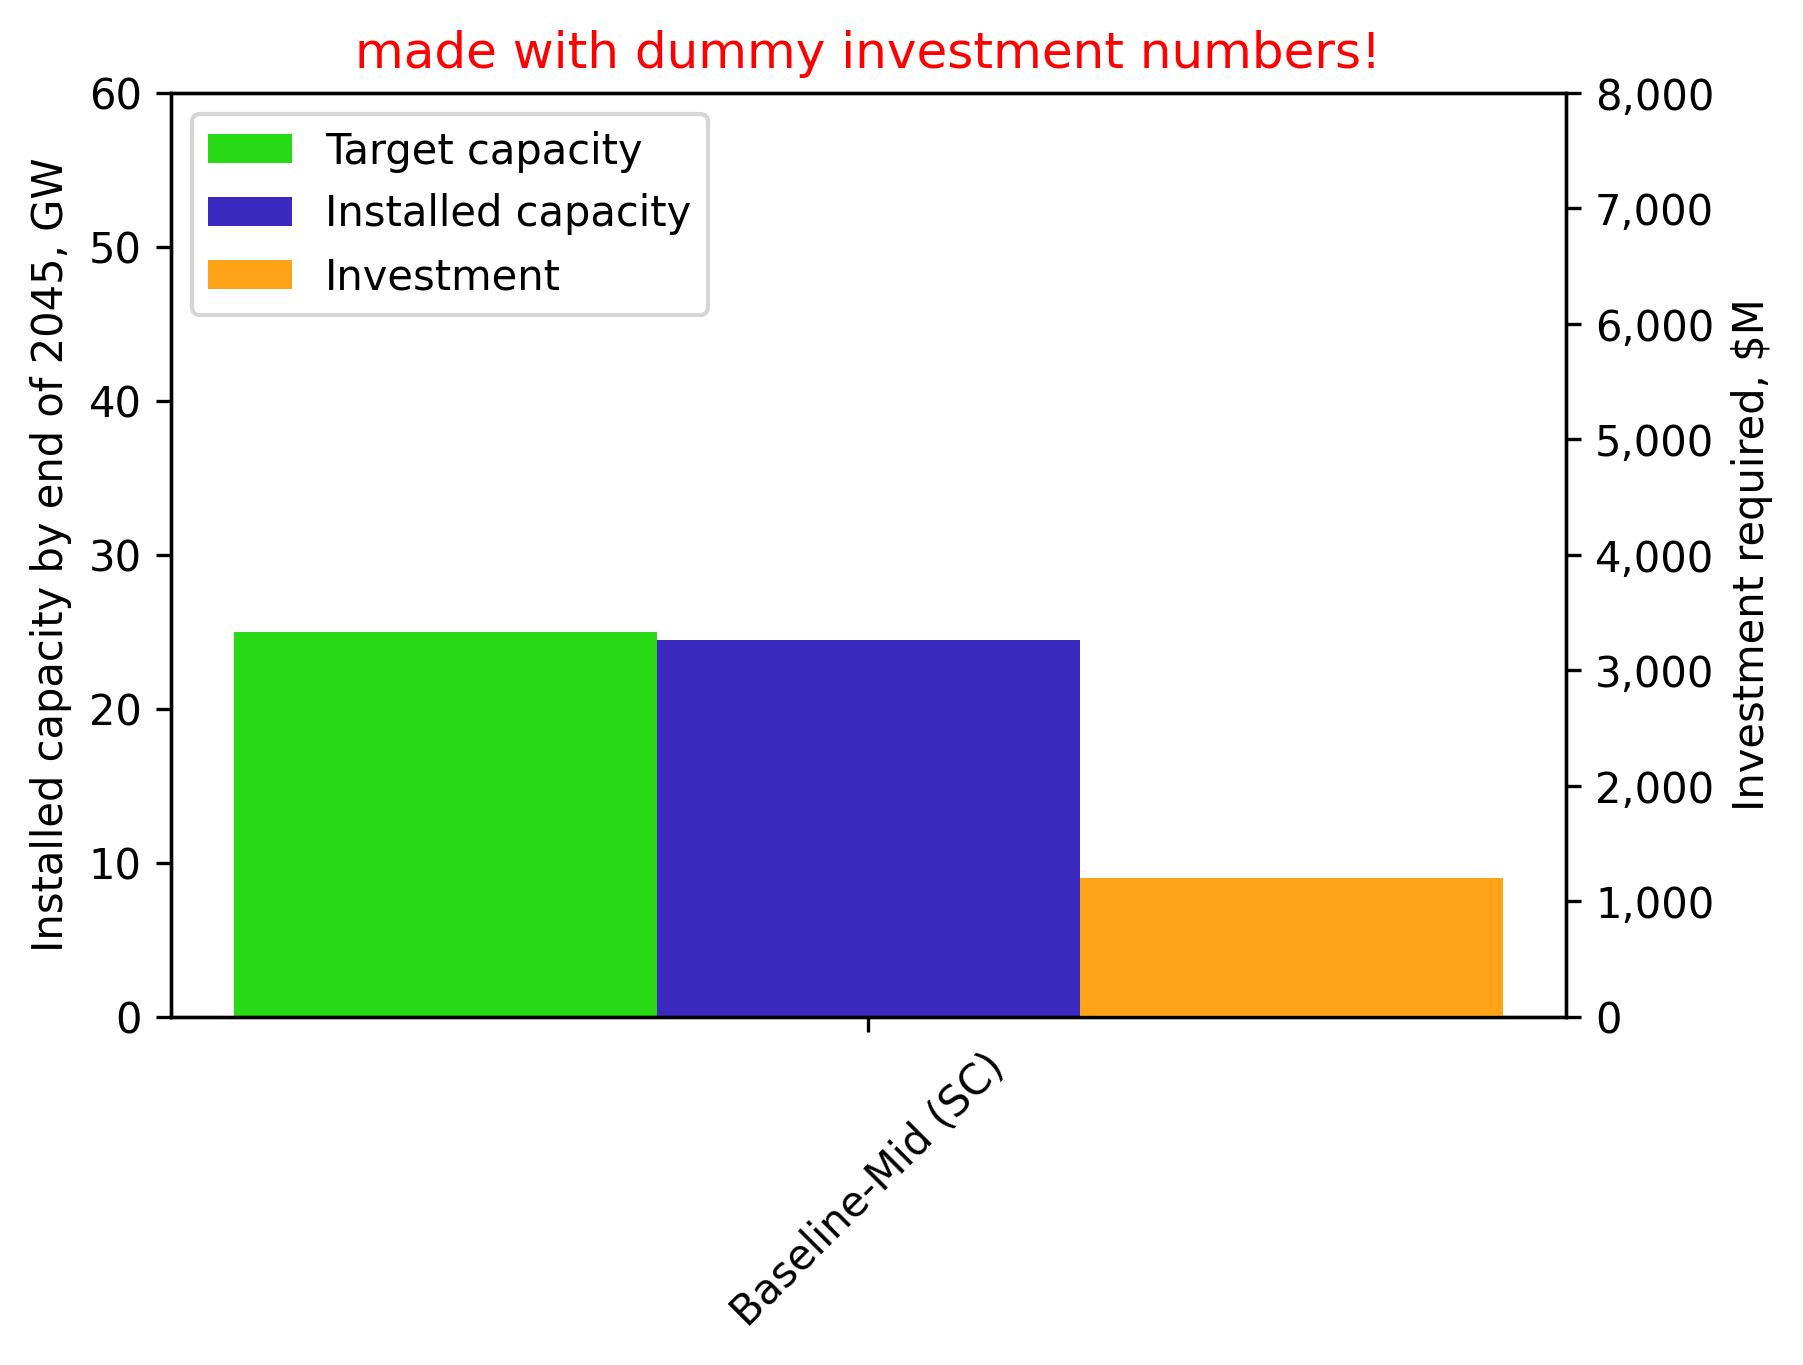 made with dummy investment numbers!
Target capacity
Installed capacity
Investment
Installed capacity by end of 2045, GW
60
50
40
30
20
10
0
8,000
7,000
6,000
5,000
4,000
3,000
2,000
1,000
0
Investment required, $M
Baseline-Mid (SC)